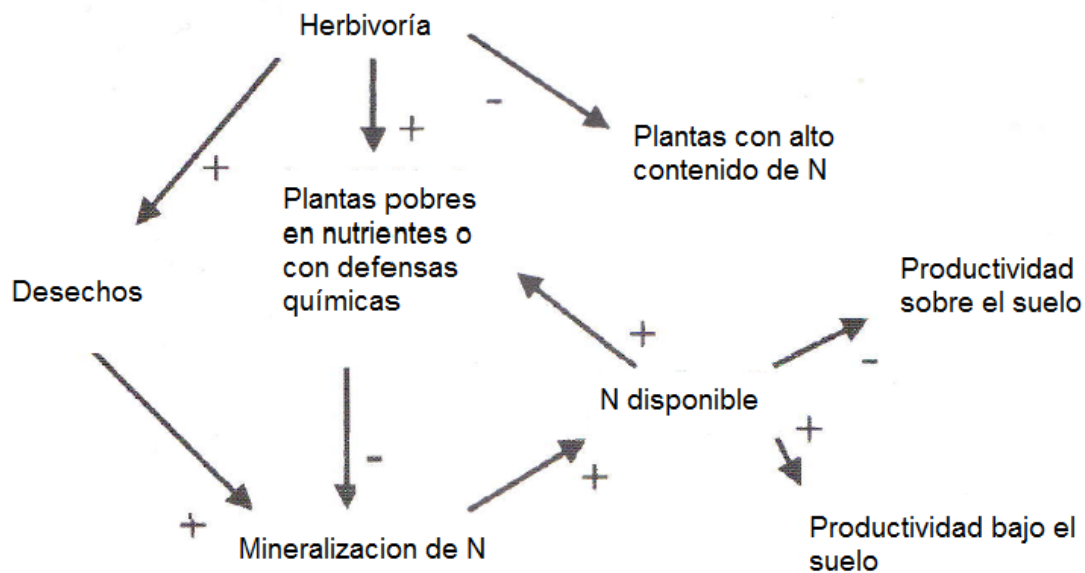 Herbivoría
-
+
+
Plantas con alto
contenido de N
Plantas pobres
en nutrientes o
con defensas
químicas
Desechos
Productividad
sobre el suelo
+
-
N disponible
+
-
+
+
Mineralizacion de N
Productividad bajo el
suelo